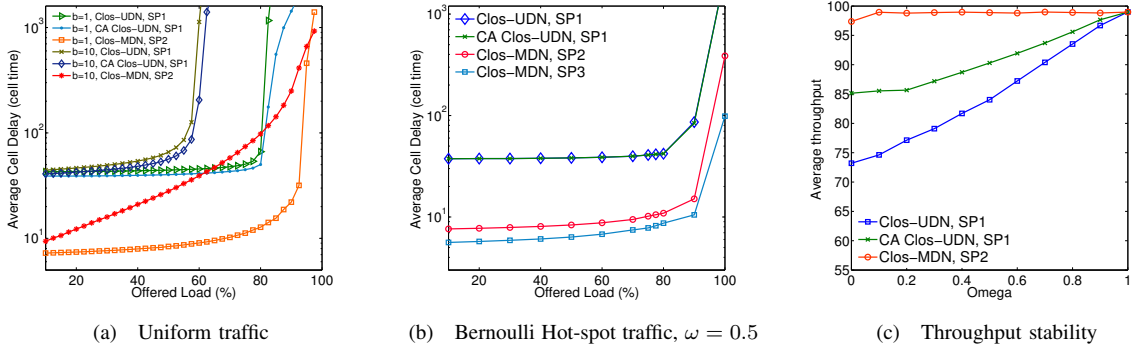 Average Cell Delay (cell time)
10³
10²
10¹
b=1, Clos-UDN, SP1
b=1, CA Clos-UDN, SP1
b=1, Clos-MDN, SP2
b=10, Clos-UDN, SP1
b=10, CA Clos-UDN, SP1
b=10, Clos-MDN, SP2
20 40 60 80 100
Offered Load (%)
(a) Uniform traffic
Average Cell Delay (cell time)
10³
10²
10¹
Clos-UDN, SP1
CA Clos-UDN, SP1
Clos-MDN, SP2
Clos-MDN, SP3
20 40 60 80 100
Offered Load (%)
(b) Bernoulli Hot-spot traffic, ω = 0.5
Average throughput
100
95
90
85
80
75
70
65
60
55
Clos-UDN, SP1
CA Clos-UDN, SP1
Clos-MDN, SP2
0 0.2 0.4 0.6 0.8 1
Omega
(c) Throughput stability